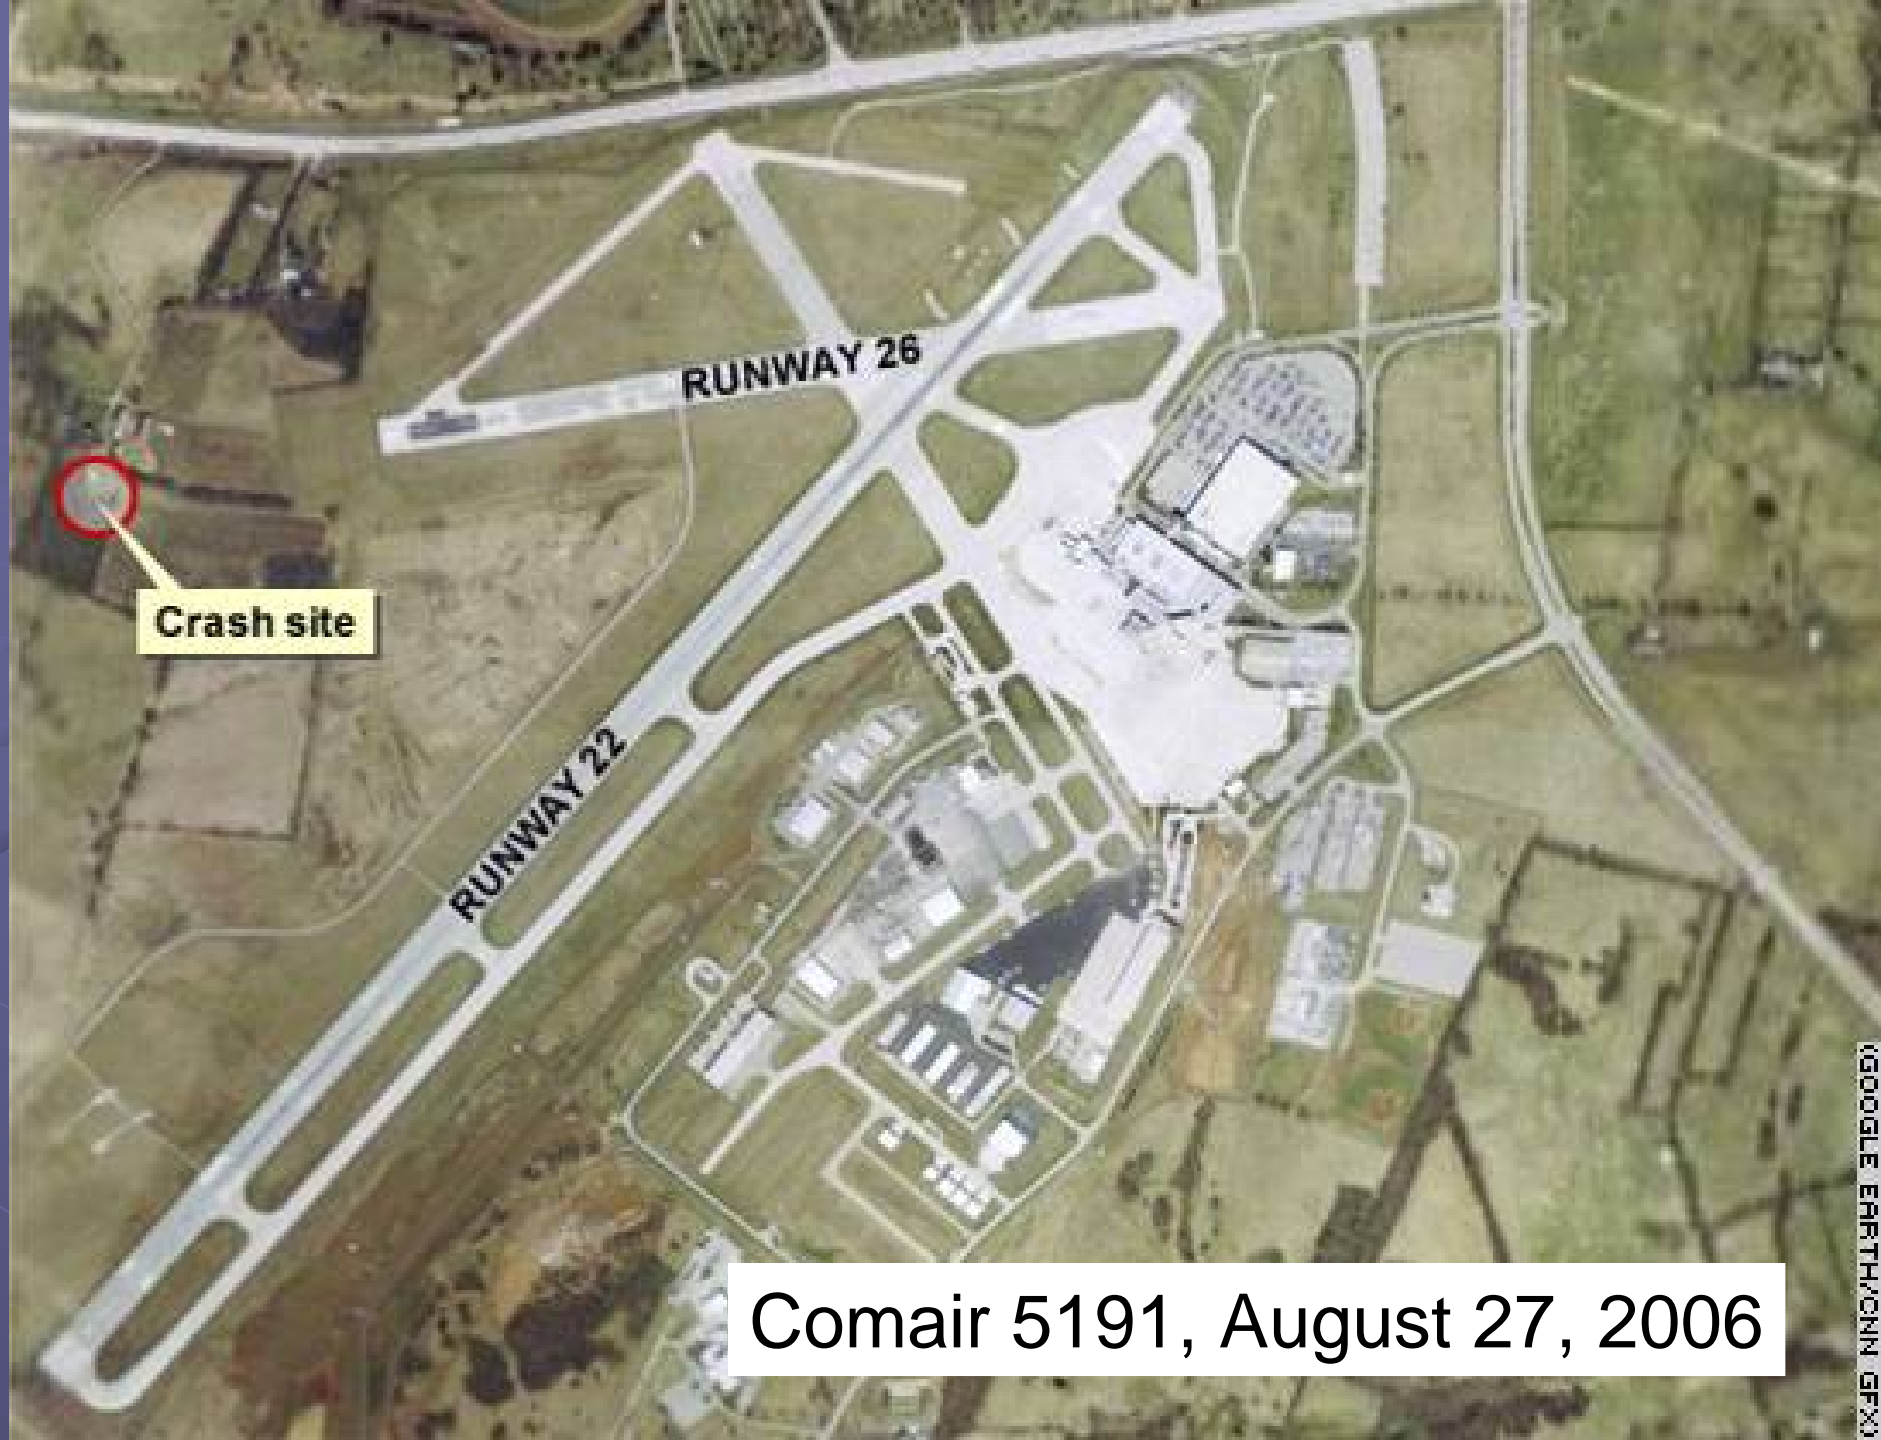 RUNWAY 26
Crash site
RUNWAY 22
Comair 5191, August 27, 2006
(GOOGLE EARTH/CNN GFX)